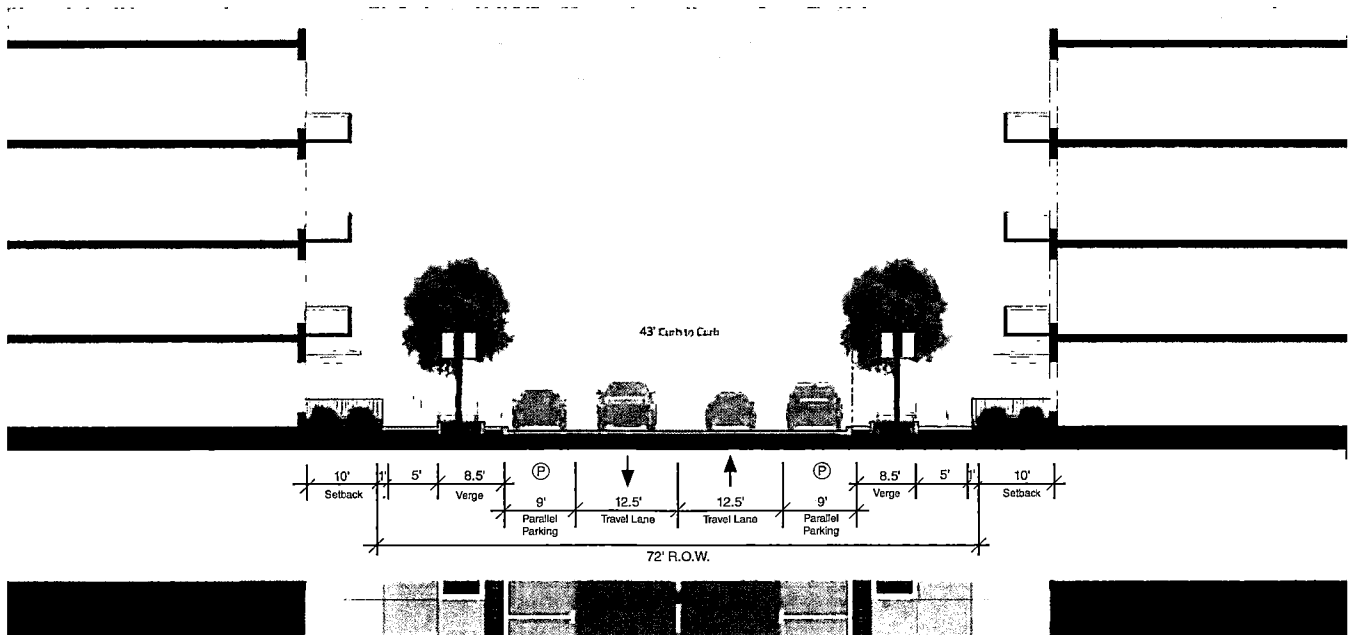 43' Curb to Curb
10' 1' 5' 8.5' P P 8.5' 5' 1' 10'
Setback Verge Verge Setback
9' 12.5' 12.5' 9'
Parallel Travel Lane Travel Lane Parallel
Parking Parking
72' R.O.W.